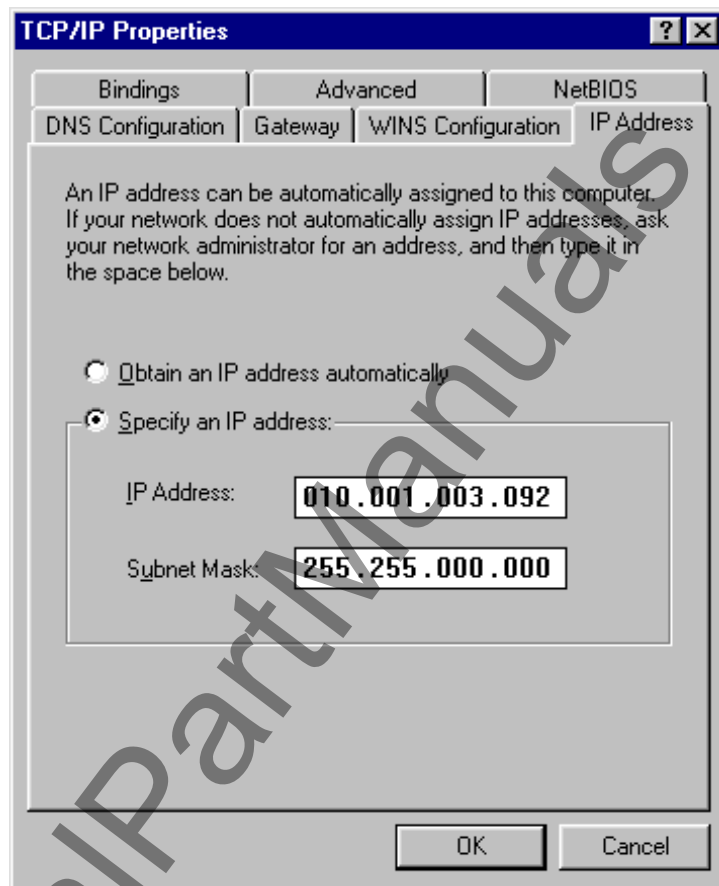 TCP/IP Properties
Bindings Advanced NetBIOS
DNS Configuration Gateway WINS Configuration IP Address
An IP address can be automatically assigned to this computer.
If your network does not automatically assign IP addresses, ask
your network administrator for an address, and then type it in
the space below.
Obtain an IP address automatically
Specify an IP address:
IP Address: 010.001.003.092
Subnet Mask: 255.255.000.000
OK Cancel
lPartManuals